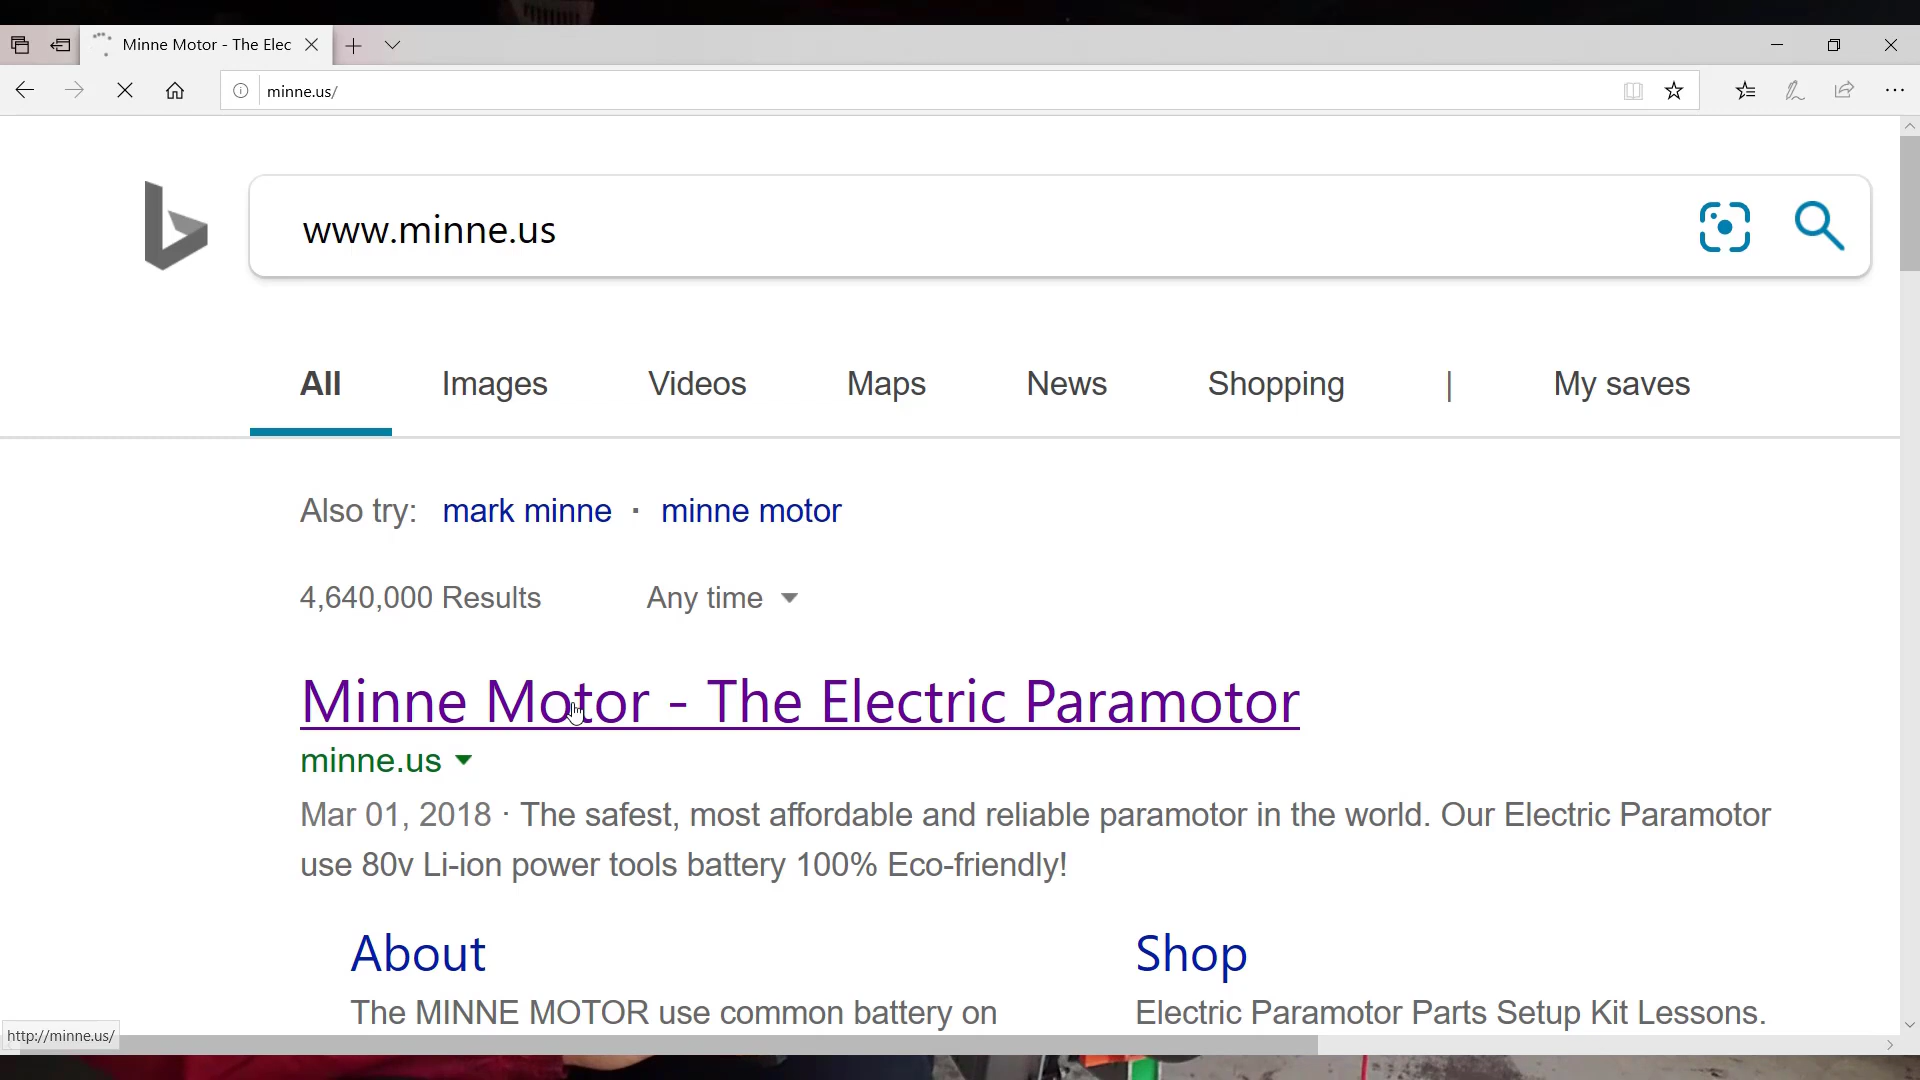 Minne Motor - The Elec
minne.us/
www.minne.us
All Images Videos Maps News Shopping | My saves
Also try: mark minne · minne motor
4,640,000 Results Any time
Minne Motor - The Electric Paramotor
minne.us
Mar 01, 2018 · The safest, most affordable and reliable paramotor in the world. Our Electric Paramotor
use 80v Li-ion power tools battery 100% Eco-friendly!
About Shop
The MINNE MOTOR use common battery on Electric Paramotor Parts Setup Kit Lessons.
http://minne.us/